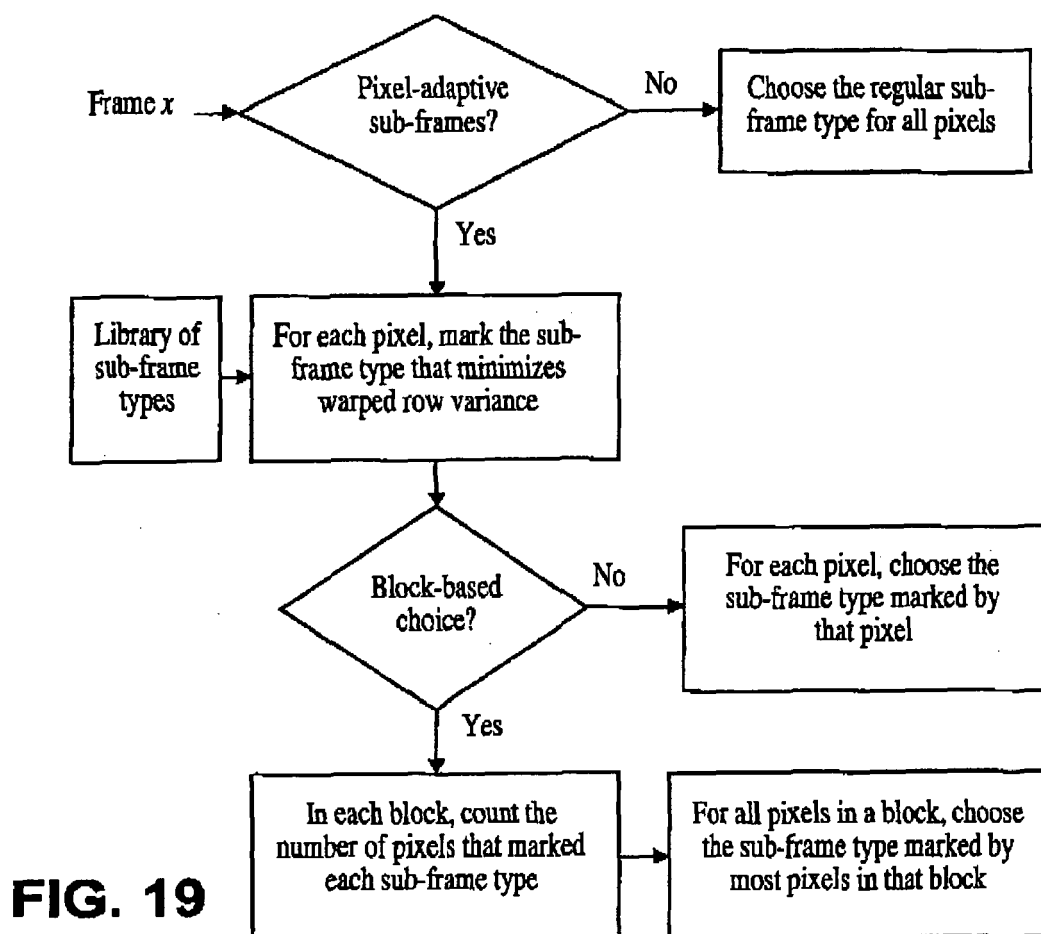 Frame x
Pixel-adaptive
sub-frames?
No
Choose the regular sub-
frame type for all pixels
Yes
Library of
sub-frame
types
For each pixel, mark the sub-
frame type that minimizes
warped row variance
Block-based
choice?
No
For each pixel, choose the
sub-frame type marked by
that pixel
Yes
In each block, count the
number of pixels that marked
each sub-frame type
For all pixels in a block, choose
the sub-frame type marked by
most pixels in that block
FIG. 19